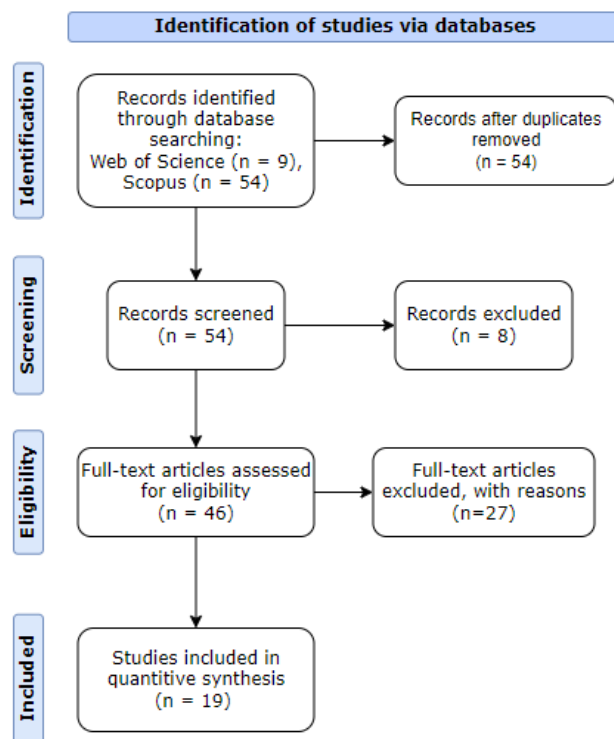 Identification of studies via databases
Identification
Records identified
through database
searching:
Web of Science (n = 9),
Scopus (n = 54)
Records after duplicates
removed
(n = 54)
Screening
Records screened
(n = 54)
Records excluded
(n = 8)
Eligibility
Full-text articles assessed
for eligibility
(n = 46)
Full-text articles
excluded, with reasons
(n=27)
Included
Studies included in
quantitive synthesis
(n = 19)